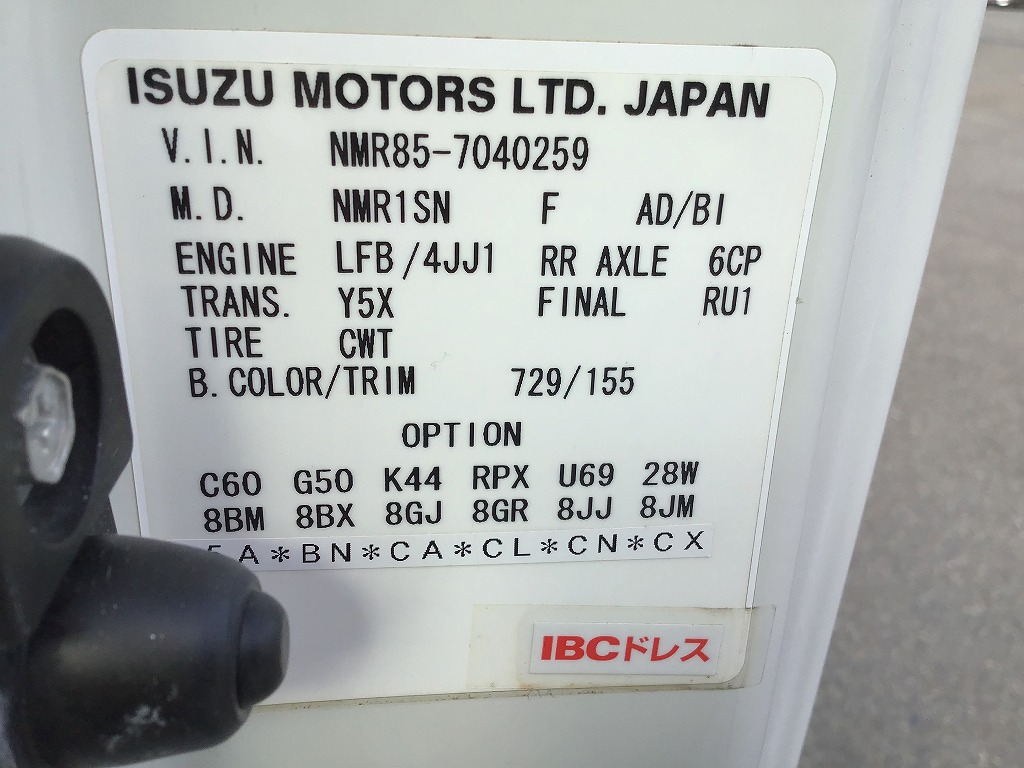 ISUZU MOTORS LTD. JAPAN
V.I.N. NMR85-7040259
M.D. NMR1SN F AD/BI
ENGINE LFB/4JJ1 RR AXLE 6CP
TRANS. Y5X FINAL RU1
TIRE CWT
B.COLOR/TRIM 729/155
OPTION
C60 G50 K44 RPX U69 28W
8BM 8BX 8GJ 8GR 8JJ 8JM
A*BN*CA*CL*CN*CX
IBCドレス